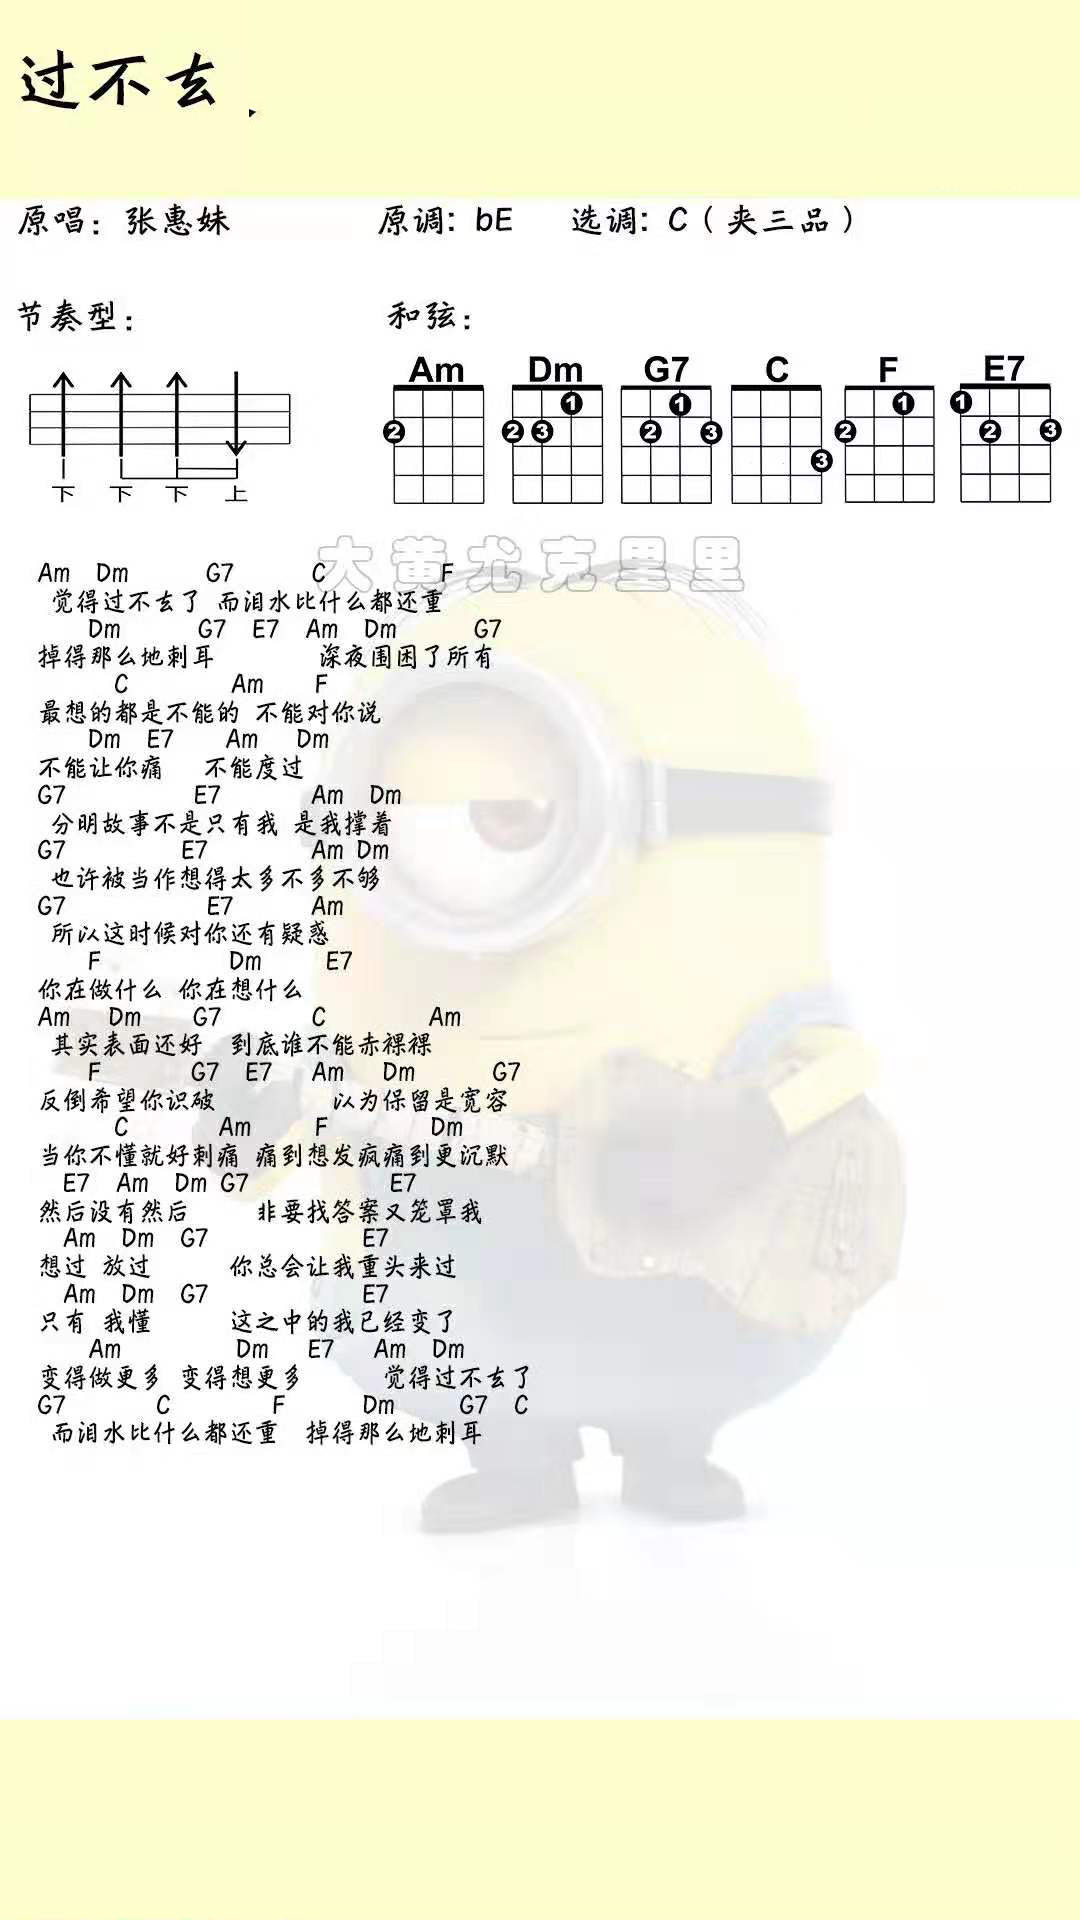 过不去
原唱：张惠妹 原调: bE 选调: C（夹三品）
节奏型： 和弦：
Am Dm G7 C F E7
2 2 3 1 2 1 3 3 2 1 1 2 3
下 下 下 上
大黄尤克里里
Am Dm G7 C F
觉得过不去了 而泪水比什么都还重
Dm G7 E7 Am Dm G7
掉得那么地刺耳 深夜围困了所有
C Am F
最想的都是不能的 不能对你说
Dm E7 Am Dm
不能让你痛 不能度过
G7 E7 Am Dm
分明故事不是只有我 是我撑着
G7 E7 Am Dm
也许被当作想得太多不多不够
G7 E7 Am
所以这时候对你还有疑惑
F Dm E7
你在做什么 你在想什么
Am Dm G7 C Am
其实表面还好 到底谁不能赤裸裸
F G7 E7 Am Dm G7
反倒希望你识破 以为保留是宽容
C Am F Dm
当你不懂就好刺痛 痛到想发疯痛到更沉默
E7 Am Dm G7 E7
然后没有然后 非要找答案又笼罩我
Am Dm G7 E7
想过 放过 你总会让我重头来过
Am Dm G7 E7
只有 我懂 这之中的我已经变了
Am Dm E7 Am Dm
变得做更多 变得想更多 觉得过不去了
G7 C F Dm G7 C
而泪水比什么都还重 掉得那么地刺耳